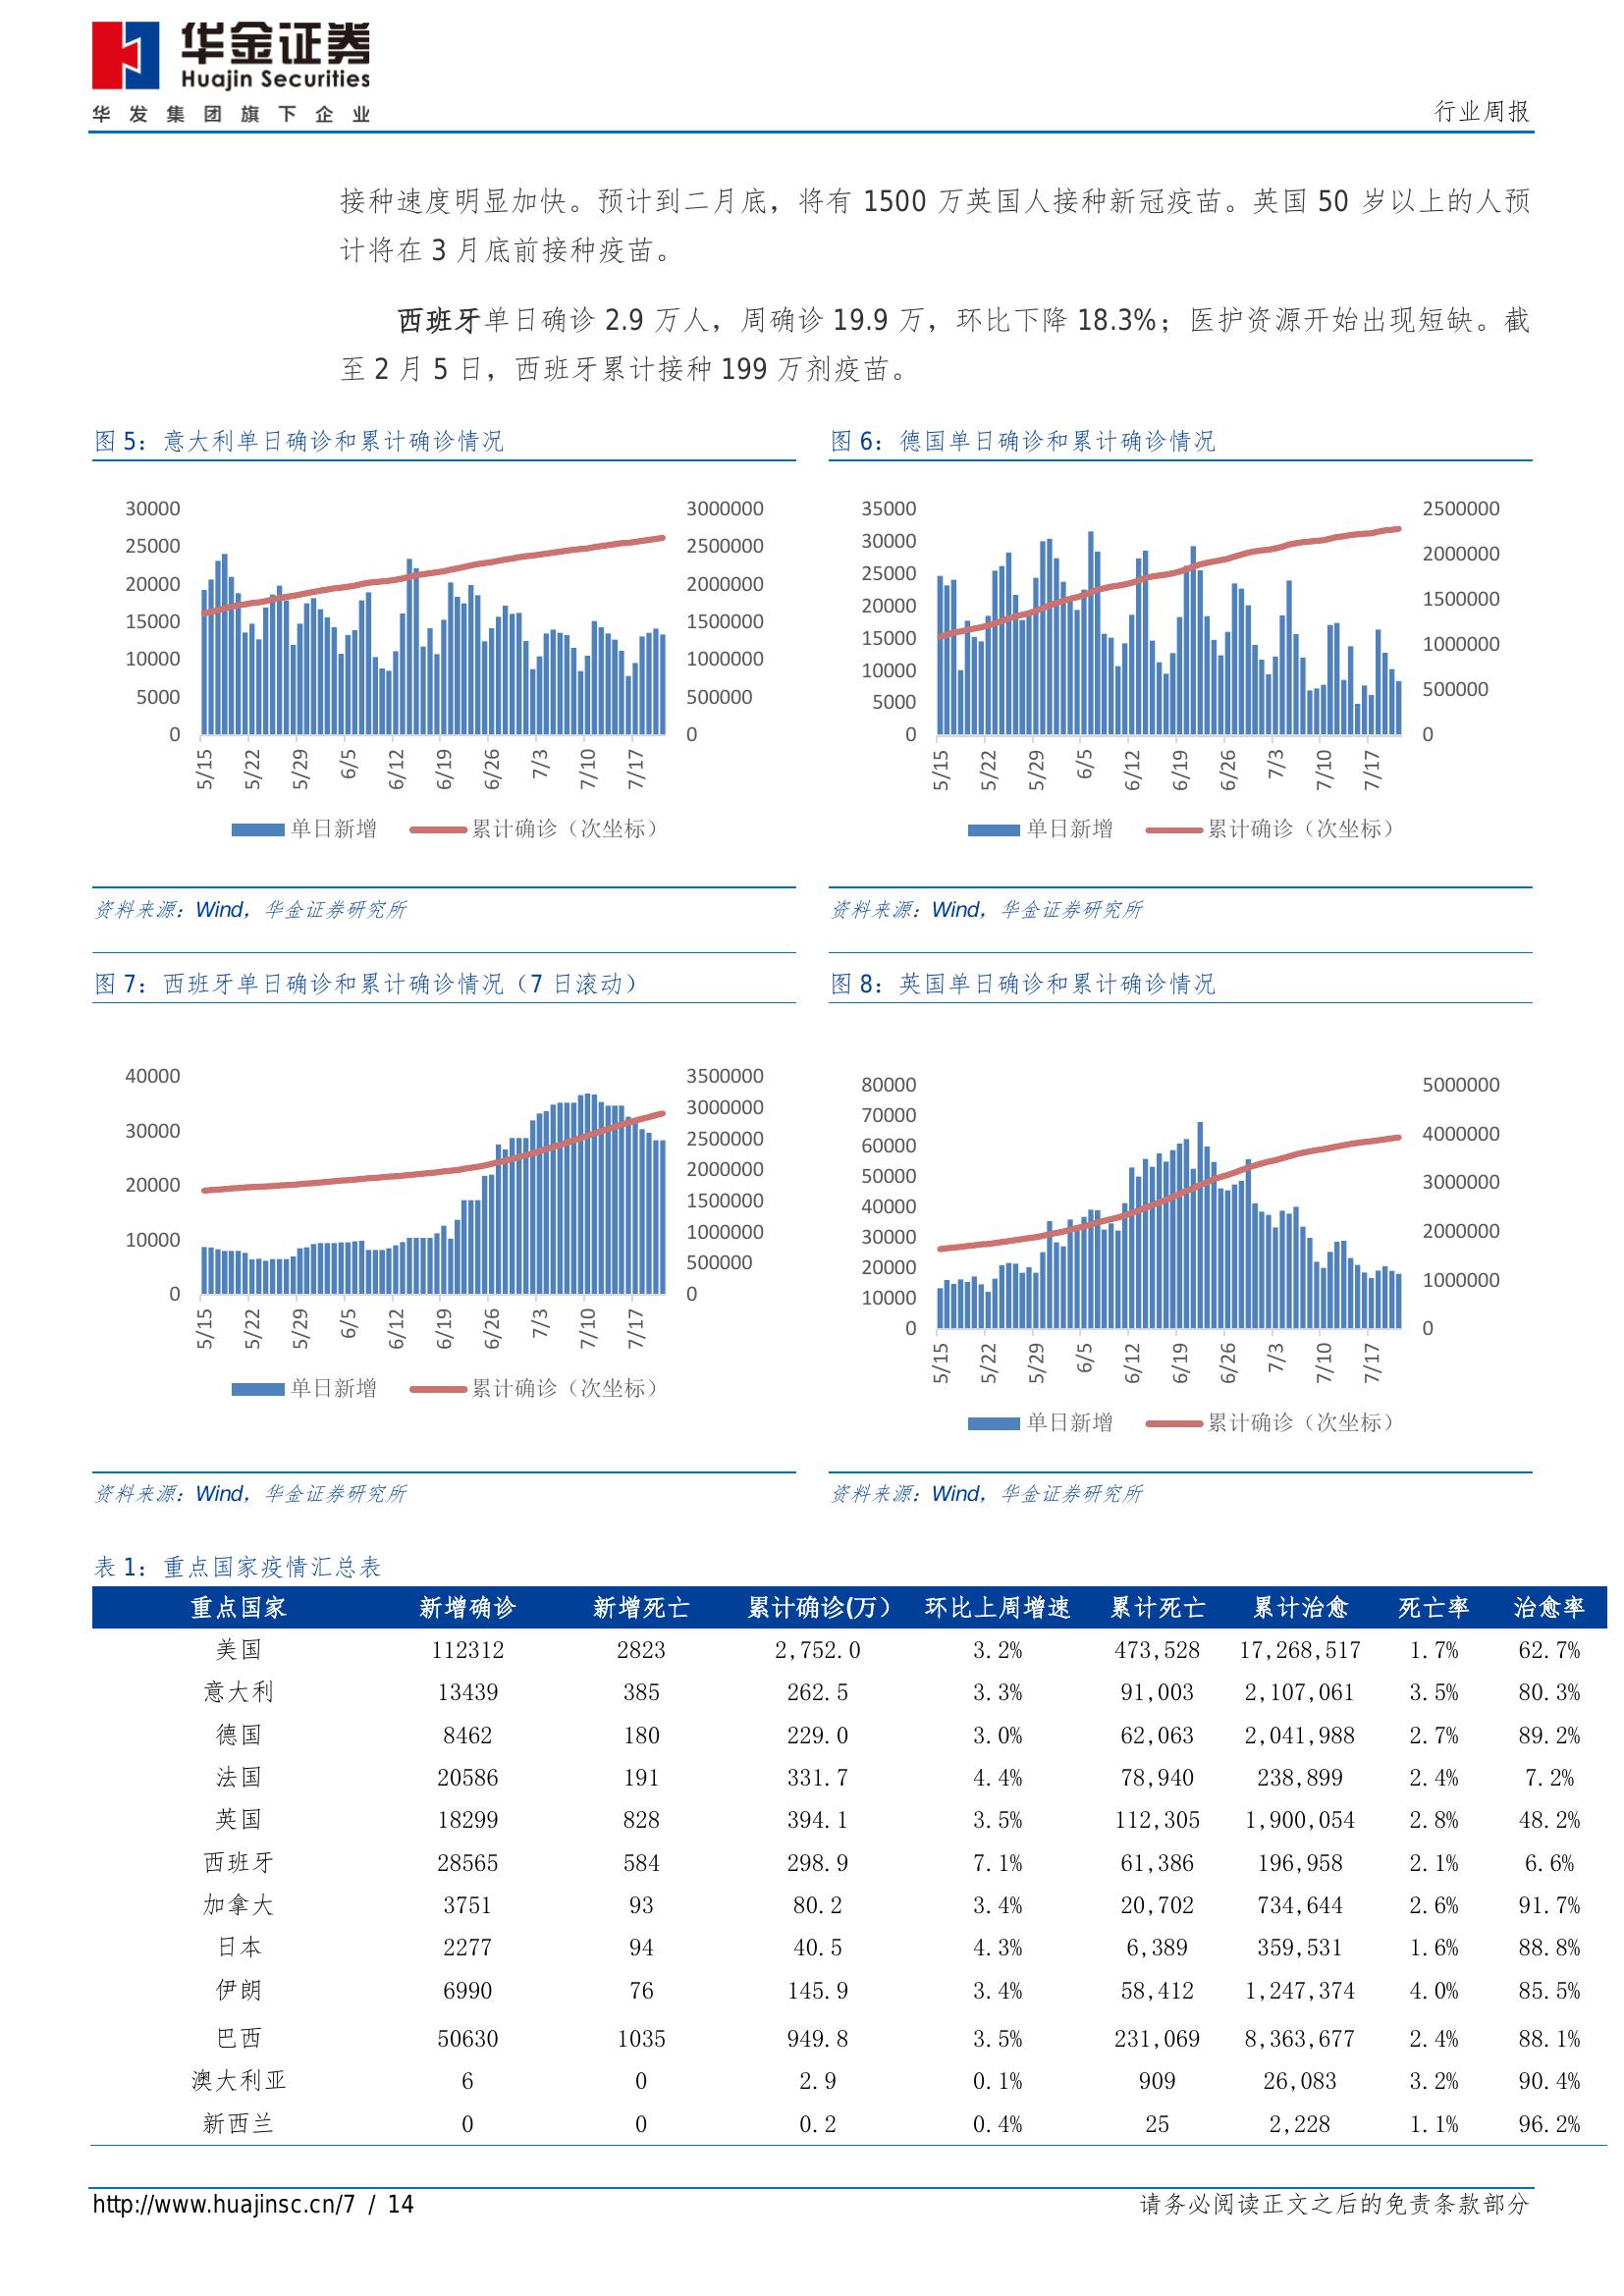 华金证券
Huajin Securities
华发集团旗下企业
行业周报
接种速度明显加快。预计到二月底，将有 1500 万英国人接种新冠疫苗。英国 50 岁以上的人预
计将在 3 月底前接种疫苗。
西班牙单日确诊 2.9 万人，周确诊 19.9 万，环比下降 18.3%；医护资源开始出现短缺。截
至 2 月 5 日，西班牙累计接种 199 万剂疫苗。
图 5：意大利单日确诊和累计确诊情况
30000
25000
20000
15000
10000
5000
0
3000000
2500000
2000000
1500000
1000000
500000
0
5/15 5/22 5/29 6/5 6/12 6/19 6/26 7/3 7/10 7/17
单日新增 累计确诊（次坐标）
资料来源：Wind，华金证券研究所
图 6：德国单日确诊和累计确诊情况
35000
30000
25000
20000
15000
10000
5000
0
2500000
2000000
1500000
1000000
500000
0
5/15 5/22 5/29 6/5 6/12 6/19 6/26 7/3 7/10 7/17
单日新增 累计确诊（次坐标）
资料来源：Wind，华金证券研究所
图 7：西班牙单日确诊和累计确诊情况（7 日滚动）
40000
30000
20000
10000
0
3500000
3000000
2500000
2000000
1500000
1000000
500000
0
5/15 5/22 5/29 6/5 6/12 6/19 6/26 7/3 7/10 7/17
单日新增 累计确诊（次坐标）
资料来源：Wind，华金证券研究所
图 8：英国单日确诊和累计确诊情况
80000
70000
60000
50000
40000
30000
20000
10000
0
5000000
4000000
3000000
2000000
1000000
0
5/15 5/22 5/29 6/5 6/12 6/19 6/26 7/3 7/10 7/17
单日新增 累计确诊（次坐标）
资料来源：Wind，华金证券研究所
表 1：重点国家疫情汇总表
重点国家 新增确诊 新增死亡 累计确诊(万） 环比上周增速 累计死亡 累计治愈 死亡率 治愈率
美国 112312 2823 2,752.0 3.2% 473,528 17,268,517 1.7% 62.7%
意大利 13439 385 262.5 3.3% 91,003 2,107,061 3.5% 80.3%
德国 8462 180 229.0 3.0% 62,063 2,041,988 2.7% 89.2%
法国 20586 191 331.7 4.4% 78,940 238,899 2.4% 7.2%
英国 18299 828 394.1 3.5% 112,305 1,900,054 2.8% 48.2%
西班牙 28565 584 298.9 7.1% 61,386 196,958 2.1% 6.6%
加拿大 3751 93 80.2 3.4% 20,702 734,644 2.6% 91.7%
日本 2277 94 40.5 4.3% 6,389 359,531 1.6% 88.8%
伊朗 6990 76 145.9 3.4% 58,412 1,247,374 4.0% 85.5%
巴西 50630 1035 949.8 3.5% 231,069 8,363,677 2.4% 88.1%
澳大利亚 6 0 2.9 0.1% 909 26,083 3.2% 90.4%
新西兰 0 0 0.2 0.4% 25 2,228 1.1% 96.2%
http://www.huajinsc.cn/7 / 14
请务必阅读正文之后的免责条款部分